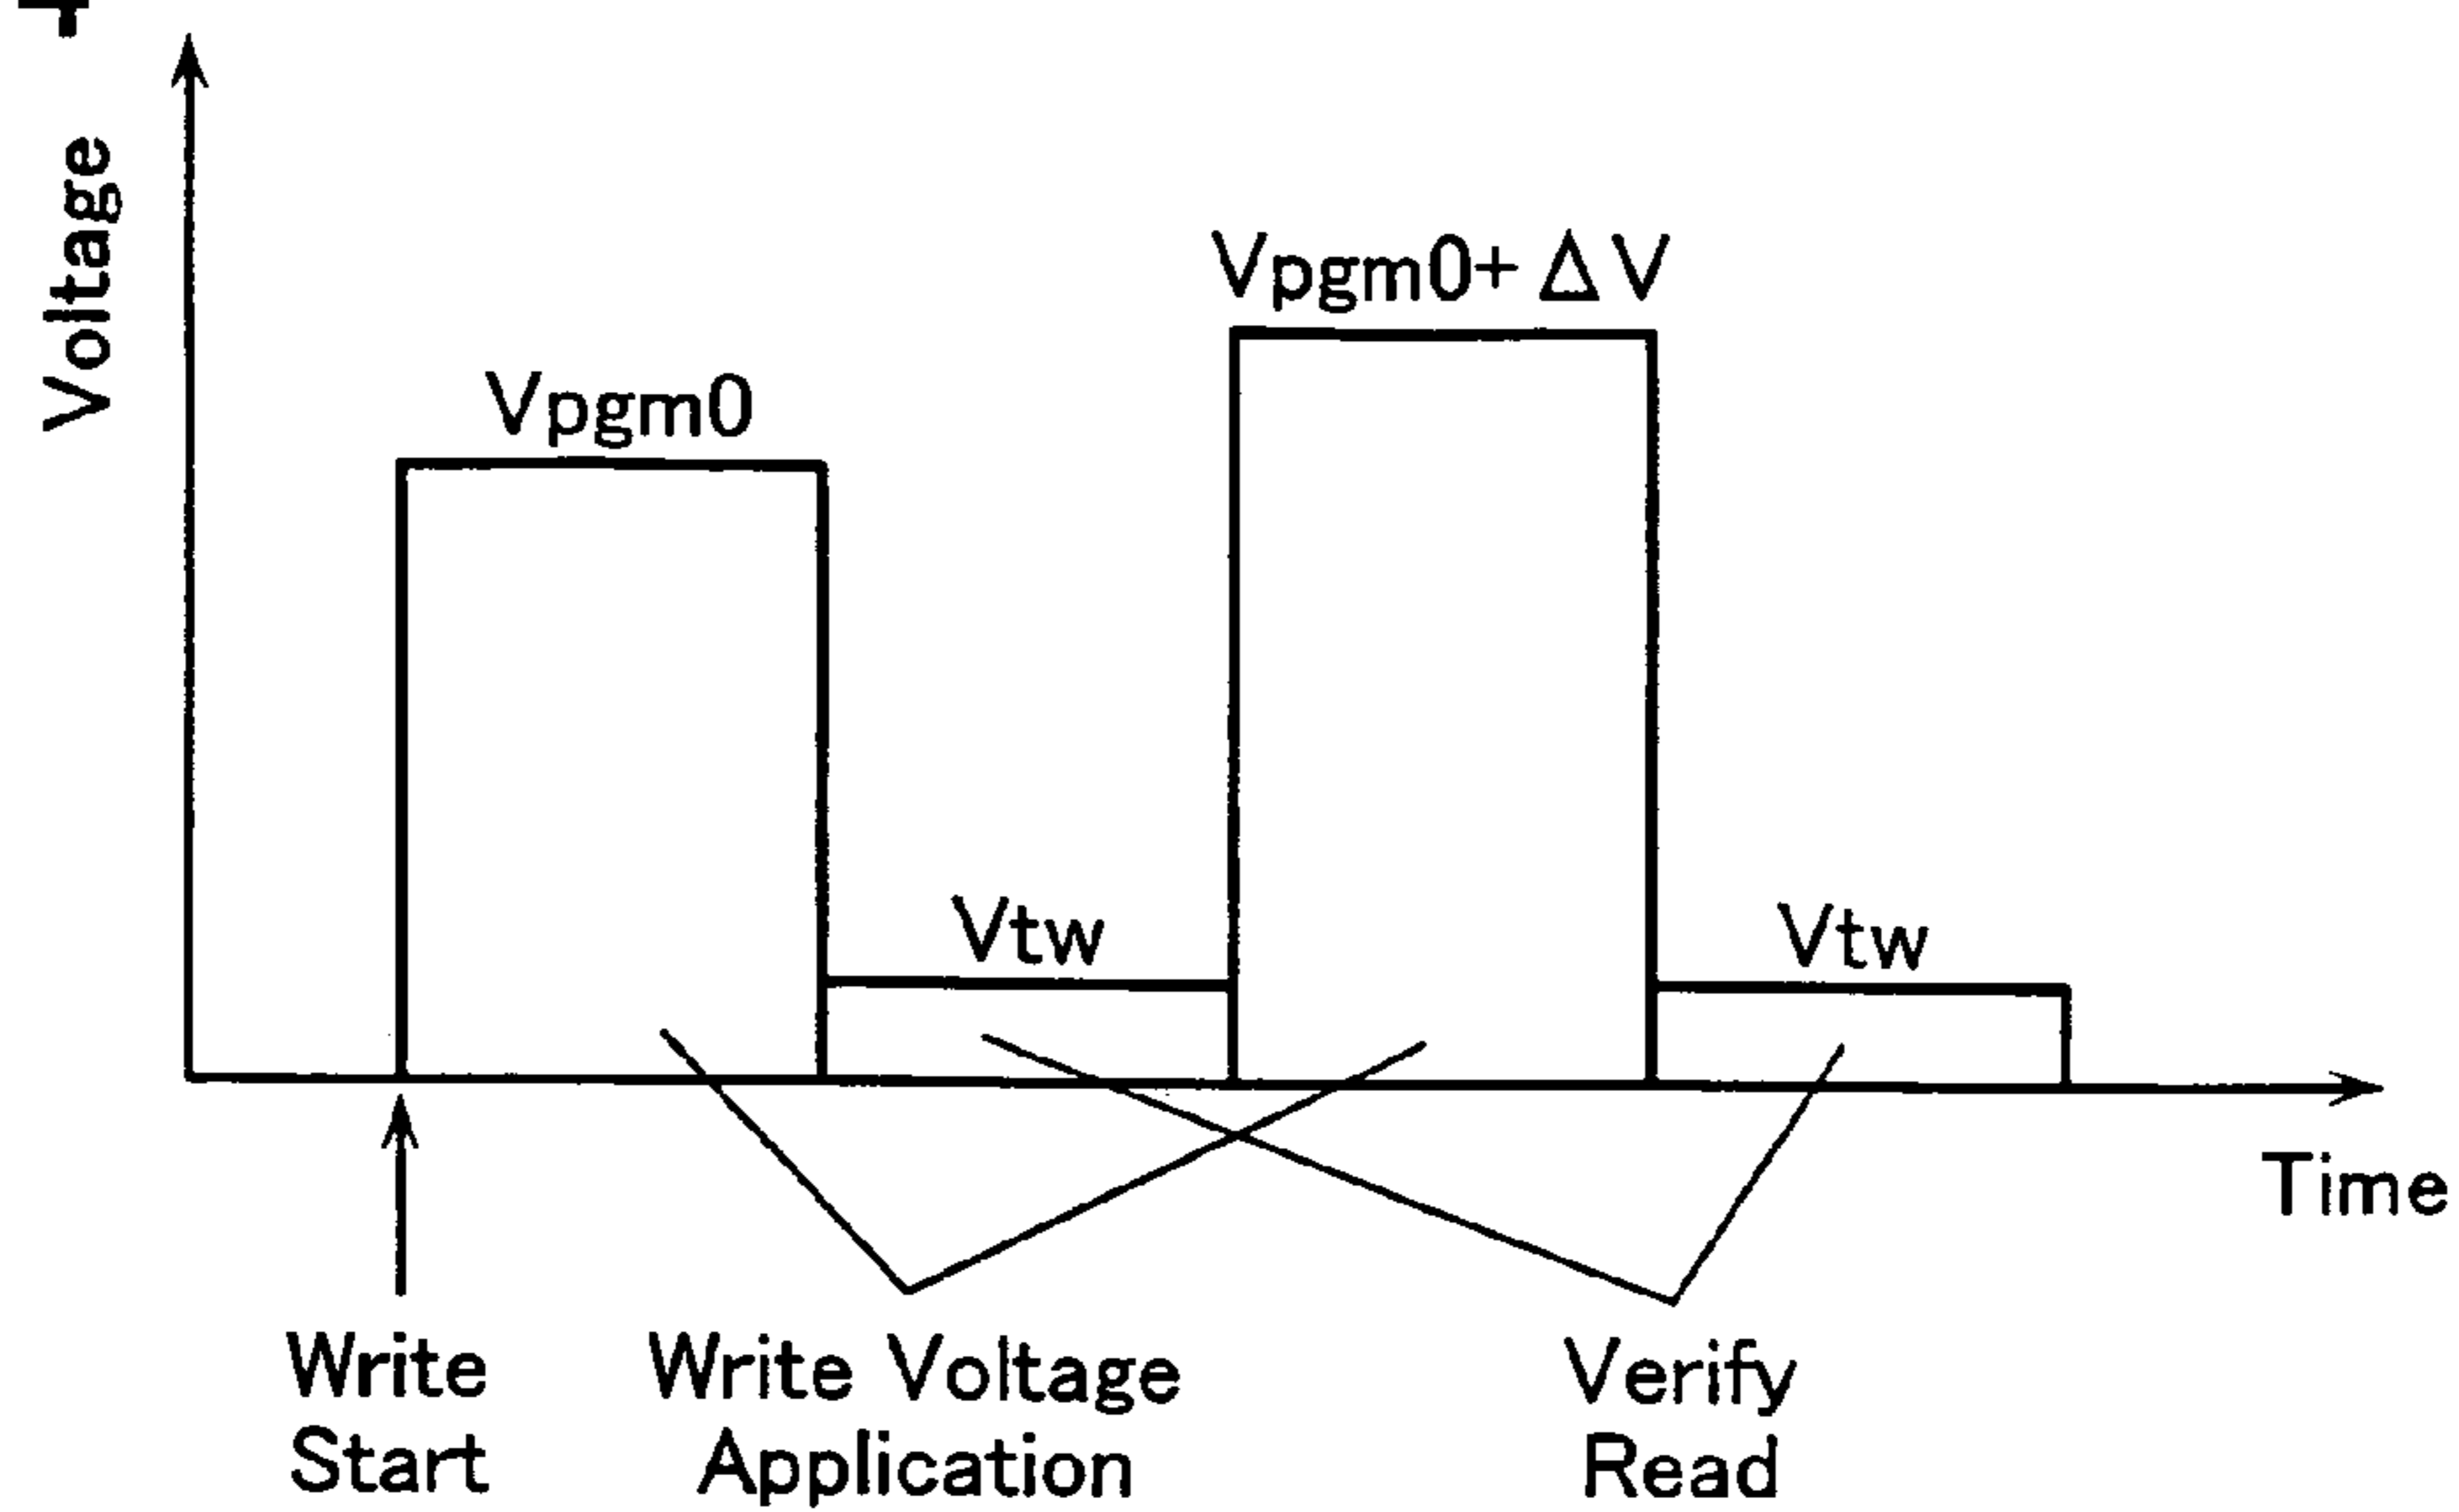 Voltage
Vpgm0+ΔV
Vpgm0
Vtw
Vtw
Time
Write
Start
Write Voltage
Application
Verify
Read